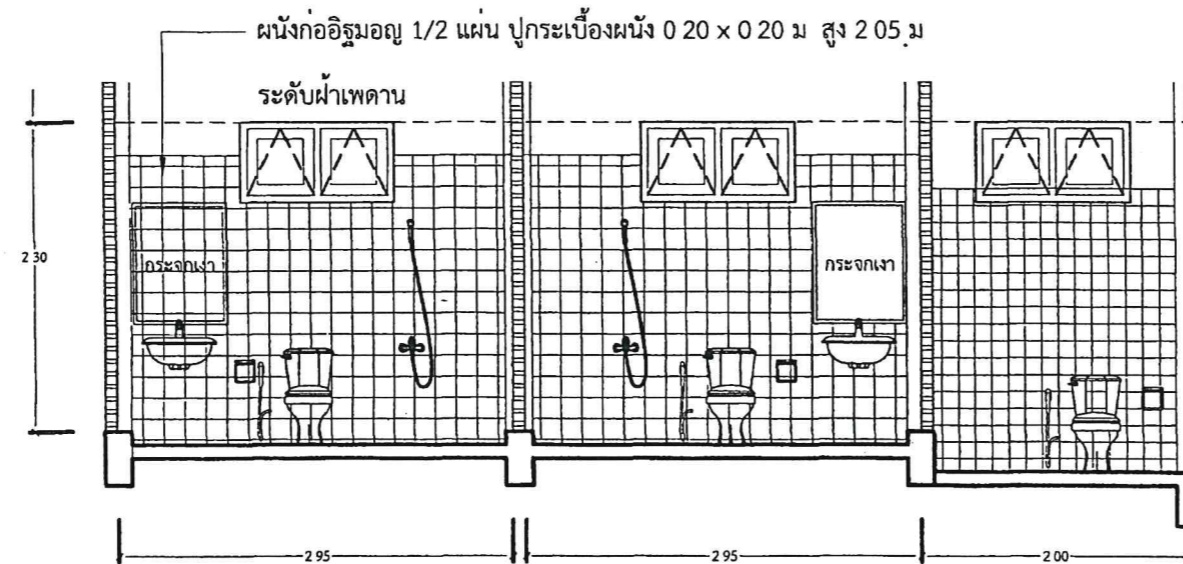 ผนังก่ออิฐมอญ 1/2 แผ่น ปูกระเบื้องผนัง 0 20 x 0 20 ม สูง 2 05 ม
ระดับฝ้าเพดาน
2 30
กระจกเงา
กระจกเงา
2 95
2 95
2 00